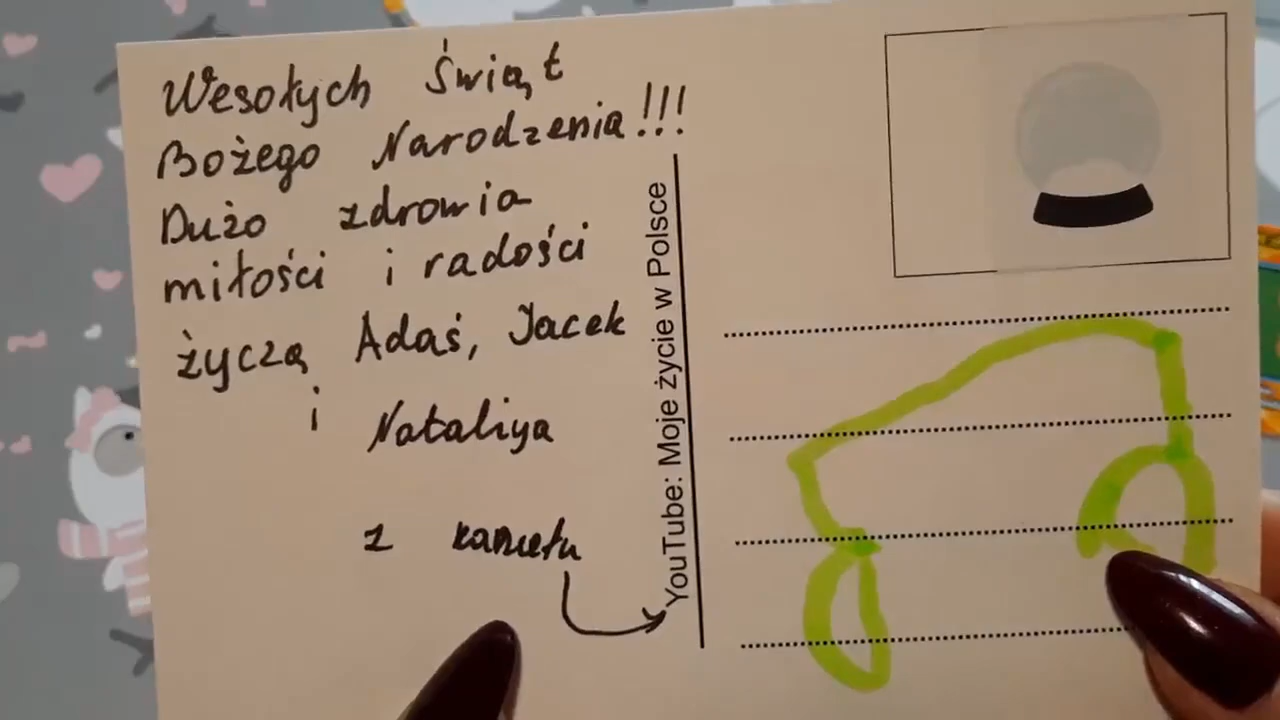 Wesołych Świąt
Bożego Narodzenia!!!
Dużo zdrowia
miłości i radości
życzą Adaś, Jacek
i Nataliya
z kanału
YouTube: Moje życie w Polsce